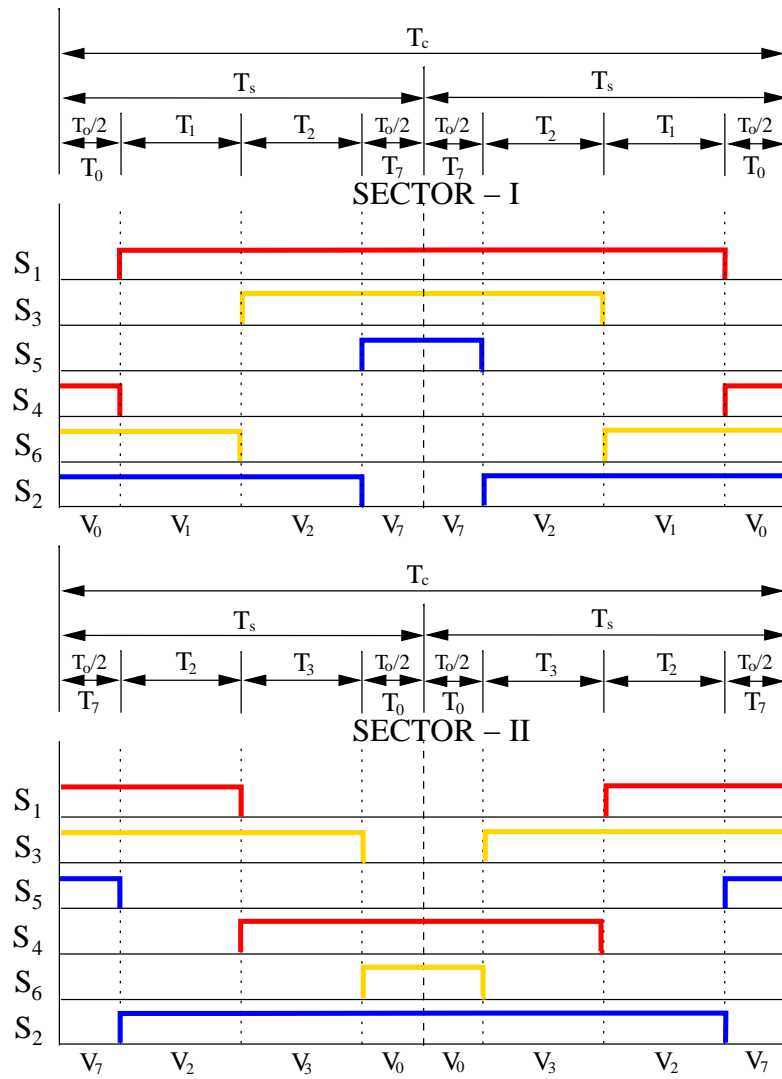 T_c
T_s T_s
T_o/2 T_1 T_2 T_o/2 T_o/2 T_2 T_1 T_o/2
T_0 T_7 T_7 T_0
SECTOR – I
S_1
S_3
S_5
S_4
S_6
S_2
V_0 V_1 V_2 V_7 V_7 V_2 V_1 V_0
T_c
T_s T_s
T_o/2 T_2 T_3 T_o/2 T_o/2 T_3 T_2 T_o/2
T_7 T_0 T_0 T_7
SECTOR – II
S_1
S_3
S_5
S_4
S_6
S_2
V_7 V_2 V_3 V_0 V_0 V_3 V_2 V_7